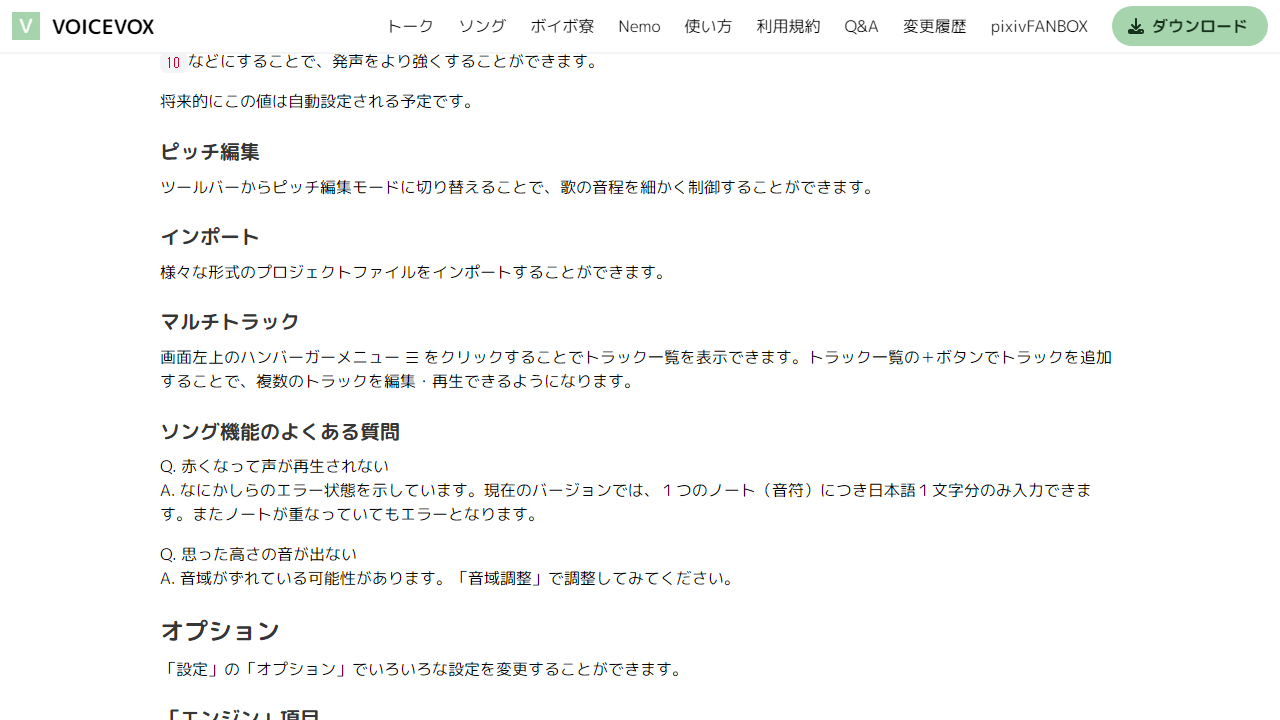 V VOICEVOX トーク ソング ボイボ寮 Nemo 使い方 利用規約 Q&A 変更履歴 pixivFANBOX ダウンロード
10 などにすることで、発声をより強くすることができます。
将来的にこの値は自動設定される予定です。
ピッチ編集
ツールバーからピッチ編集モードに切り替えることで、歌の音程を細かく制御することができます。
インポート
様々な形式のプロジェクトファイルをインポートすることができます。
マルチトラック
画面左上のハンバーガーメニュー ☰ をクリックすることでトラック一覧を表示できます。トラック一覧の＋ボタンでトラックを追加
することで、複数のトラックを編集・再生できるようになります。
ソング機能のよくある質問
Q. 赤くなって声が再生されない
A. なにかしらのエラー状態を示しています。現在のバージョンでは、１つのノート（音符）につき日本語１文字分のみ入力できま
す。またノートが重なっていてもエラーとなります。
Q. 思った高さの音が出ない
A. 音域がずれている可能性があります。「音域調整」で調整してみてください。
オプション
「設定」の「オプション」でいろいろな設定を変更することができます。
「エンジン」項目